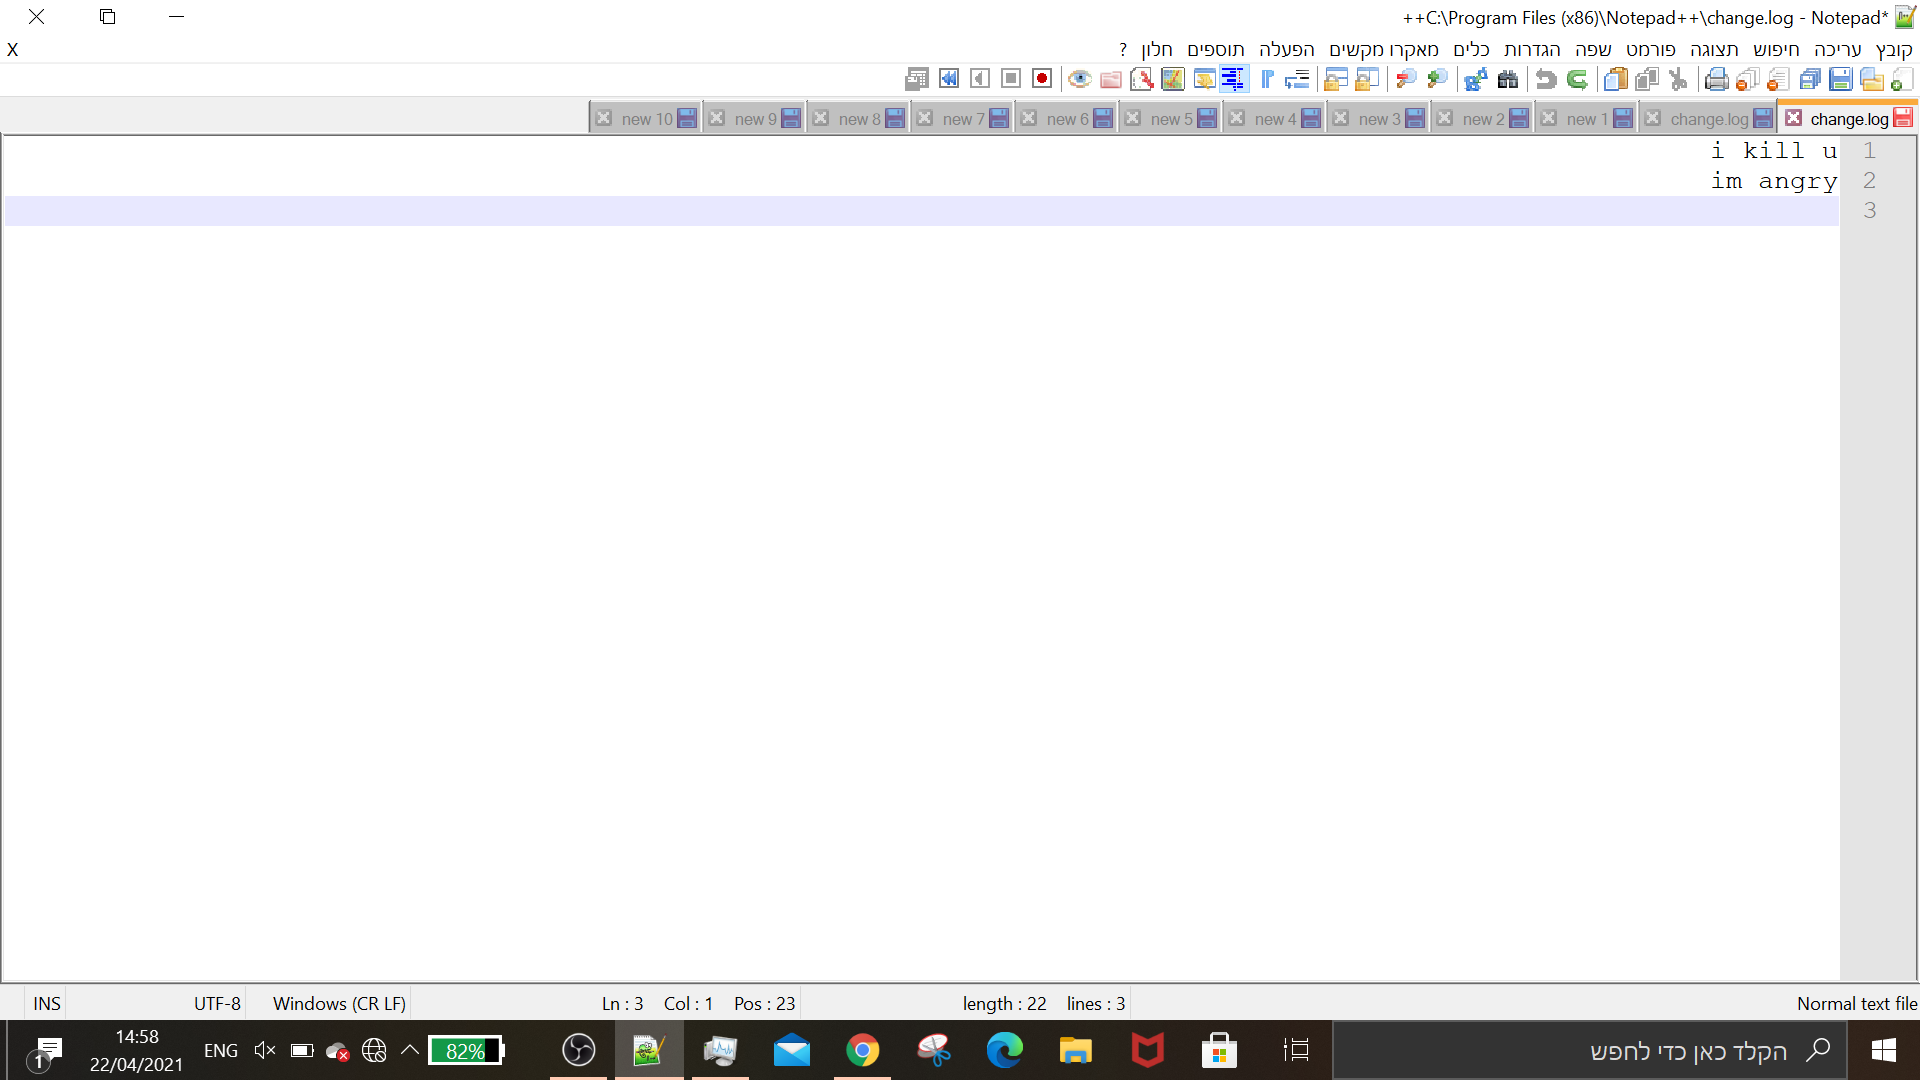 *C:\Program Files (x86)\Notepad++\change.log - Notepad++
קובץ עריכה חיפוש תצוגה פורמט שפה הגדרות כלים מאקרו מקשים הפעלה תוספים חלון ? X
change.log change.log new 1 new 2 new 3 new 4 new 5 new 6 new 7 new 8 new 9 new 10
1 i kill u
2 im angry
3
Normal text file length : 22 lines : 3 Ln : 3 Col : 1 Pos : 23 Windows (CR LF) UTF-8 INS
הקלד כאן כדי לחפש
82%
ENG
14:58
22/04/2021
1